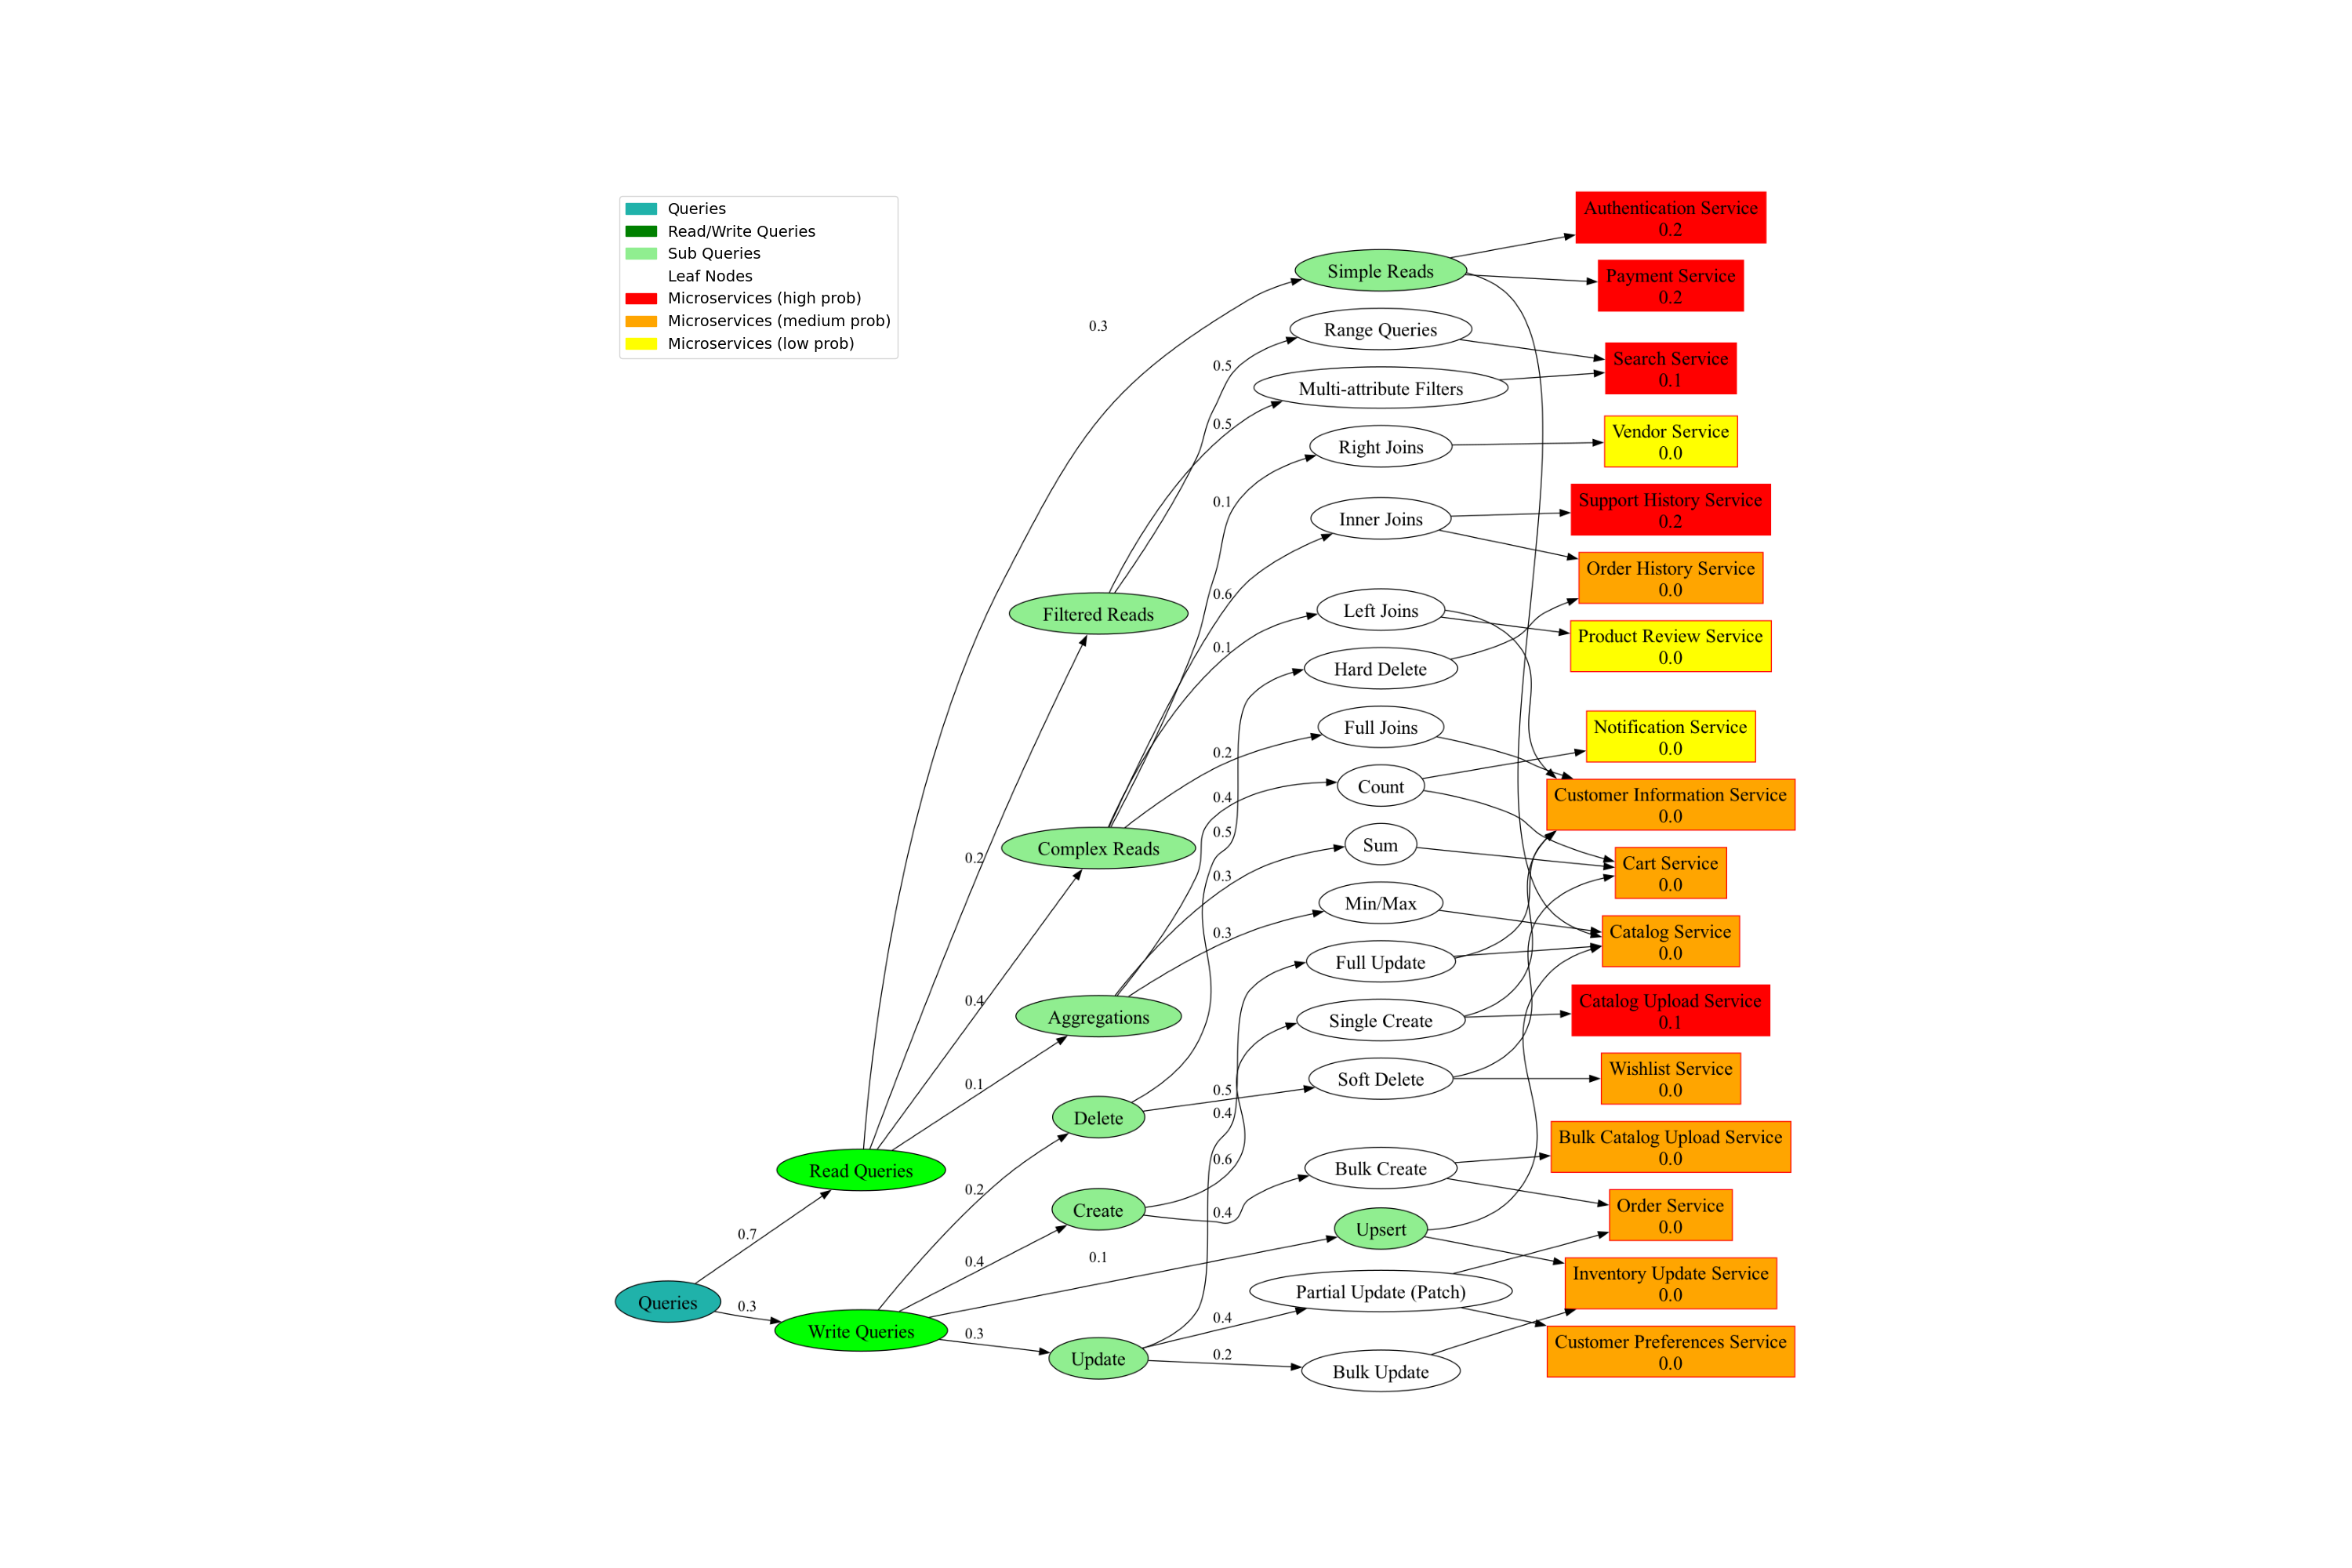 Queries
Read/Write Queries
Sub Queries
Leaf Nodes
Microservices (high prob)
Microservices (medium prob)
Microservices (low prob)
Queries
0.7
0.3
Read Queries
Write Queries
0.3
0.2
0.4
0.1
0.2
0.4
0.1
0.3
Filtered Reads
Complex Reads
Aggregations
Delete
Create
Update
0.5
0.5
0.1
0.6
0.1
0.2
0.4
0.5
0.3
0.3
0.5
0.4
0.6
0.4
0.4
0.2
Simple Reads
Range Queries
Multi-attribute Filters
Right Joins
Inner Joins
Left Joins
Hard Delete
Full Joins
Count
Sum
Min/Max
Full Update
Single Create
Soft Delete
Bulk Create
Upsert
Partial Update (Patch)
Bulk Update
Authentication Service
0.2
Payment Service
0.2
Search Service
0.1
Vendor Service
0.0
Support History Service
0.2
Order History Service
0.0
Product Review Service
0.0
Notification Service
0.0
Customer Information Service
0.0
Cart Service
0.0
Catalog Service
0.0
Catalog Upload Service
0.1
Wishlist Service
0.0
Bulk Catalog Upload Service
0.0
Order Service
0.0
Inventory Update Service
0.0
Customer Preferences Service
0.0